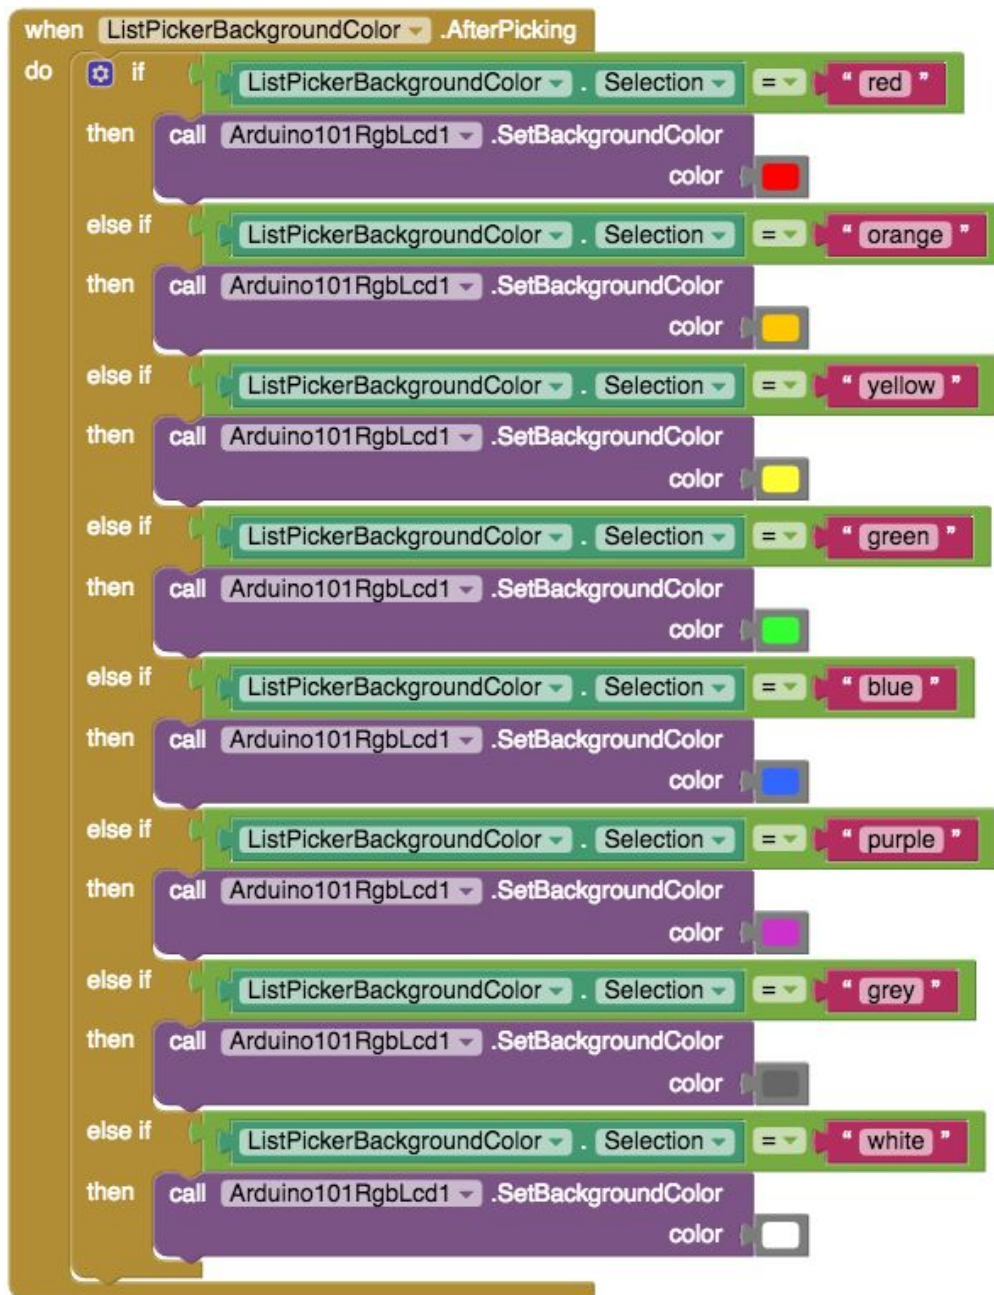 when ListPickerBackgroundColor .AfterPicking
do if ListPickerBackgroundColor . Selection = " red "
then call Arduino101RgbLcd1 .SetBackgroundColor
color
else if ListPickerBackgroundColor . Selection = " orange "
then call Arduino101RgbLcd1 .SetBackgroundColor
color
else if ListPickerBackgroundColor . Selection = " yellow "
then call Arduino101RgbLcd1 .SetBackgroundColor
color
else if ListPickerBackgroundColor . Selection = " green "
then call Arduino101RgbLcd1 .SetBackgroundColor
color
else if ListPickerBackgroundColor . Selection = " blue "
then call Arduino101RgbLcd1 .SetBackgroundColor
color
else if ListPickerBackgroundColor . Selection = " purple "
then call Arduino101RgbLcd1 .SetBackgroundColor
color
else if ListPickerBackgroundColor . Selection = " grey "
then call Arduino101RgbLcd1 .SetBackgroundColor
color
else if ListPickerBackgroundColor . Selection = " white "
then call Arduino101RgbLcd1 .SetBackgroundColor
color